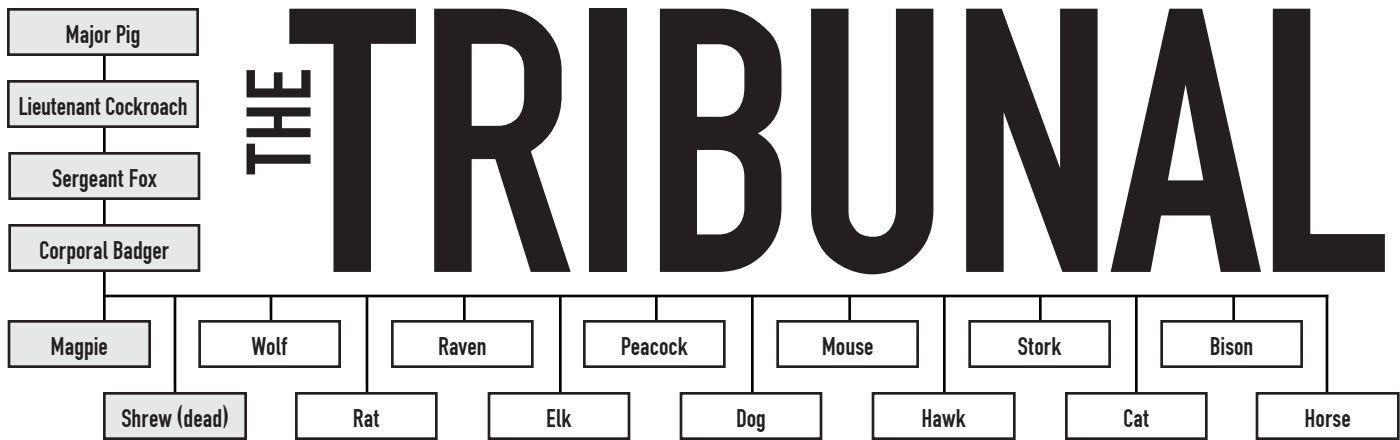 THE TRIBUNAL
Major Pig
Lieutenant Cockroach
Sergeant Fox
Corporal Badger
Magpie
Wolf
Raven
Peacock
Mouse
Stork
Bison
Shrew (dead)
Rat
Elk
Dog
Hawk
Cat
Horse